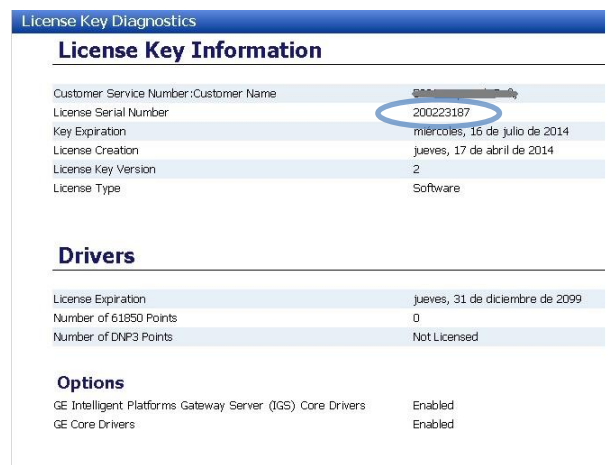 License Key Diagnostics
License Key Information
Customer Service Number:Customer Name
License Serial Number 200223187
Key Expiration miércoles, 16 de julio de 2014
License Creation jueves, 17 de abril de 2014
License Key Version 2
License Type Software
Drivers
License Expiration jueves, 31 de diciembre de 2099
Number of 61850 Points 0
Number of DNP3 Points Not Licensed
Options
GE Intelligent Platforms Gateway Server (IGS) Core Drivers Enabled
GE Core Drivers Enabled